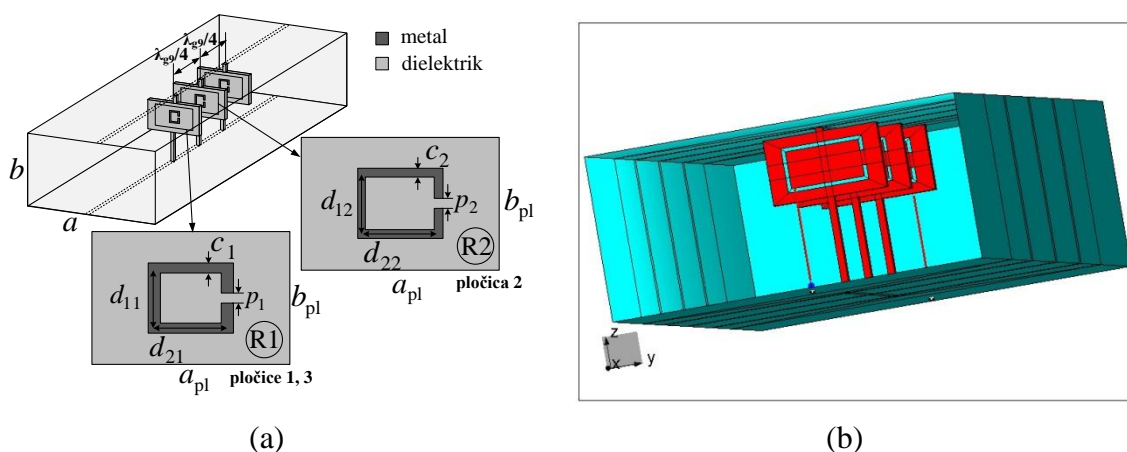 λg9/4
λg9/4
metal
dielektrik
b
a
c2
d12
p2
bpl
d22
R2
apl
pločica 2
c1
d11
p1
bpl
d21
R1
apl
pločice 1, 3
z
y
x
(a)
(b)